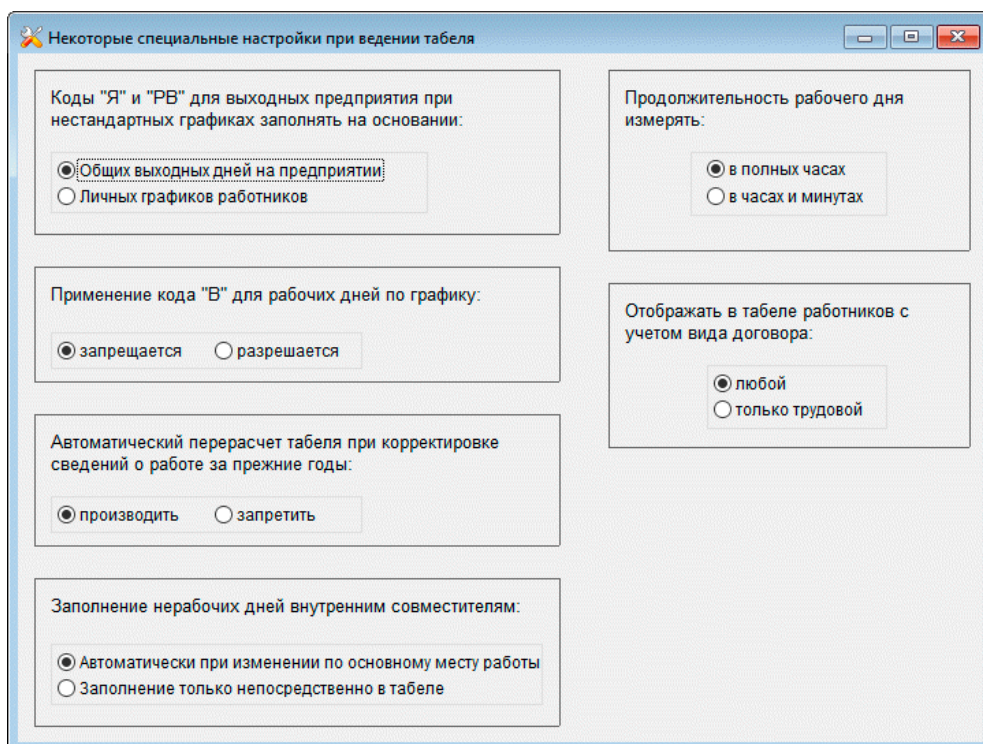 Некоторые специальные настройки при ведении табеля
Коды "Я" и "РВ" для выходных предприятия при
нестандартных графиках заполнять на основании:
Общих выходных дней на предприятии
Личных графиков работников
Применение кода "В" для рабочих дней по графику:
запрещается разрешается
Автоматический перерасчет табеля при корректировке
сведений о работе за прежние годы:
производить запретить
Заполнение нерабочих дней внутренним совместителям:
Автоматически при изменении по основному месту работы
Заполнение только непосредственно в табеле
Продолжительность рабочего дня
измерять:
в полных часах
в часах и минутах
Отображать в табеле работников с
учетом вида договора:
любой
только трудовой